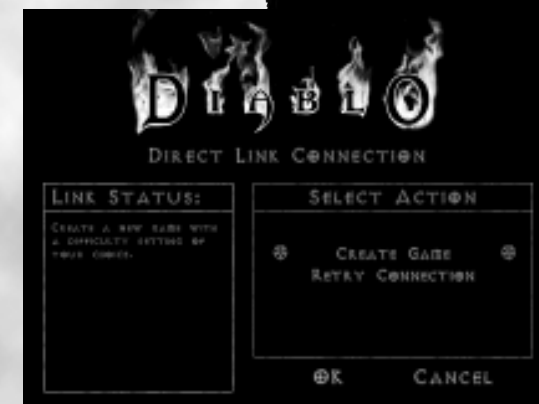 DIABLO
DIRECT LINK CONNECTION
LINK STATUS:
CREATE A NEW GAME WITH
A DIFFICULTY SETTING OF
YOUR CHOICE.
SELECT ACTION
CREATE GAME
RETRY CONNECTION
OK
CANCEL